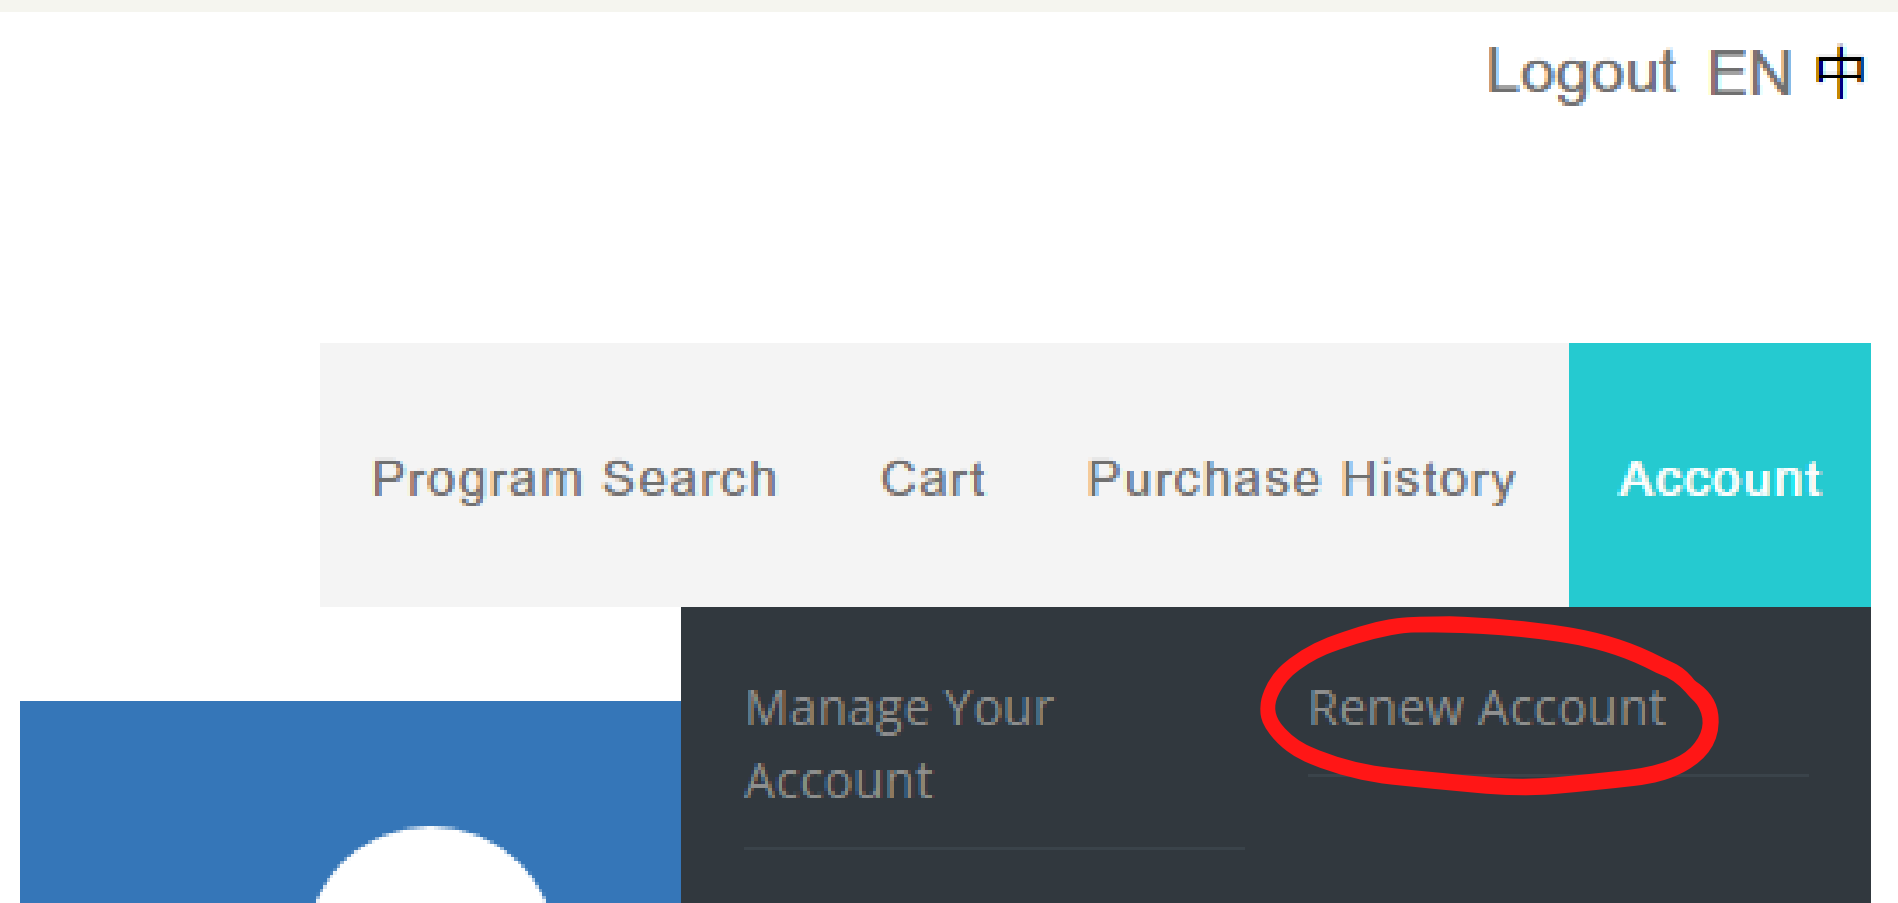 Logout EN 中
Program Search Cart Purchase History Account
Manage Your
Account
Renew Account